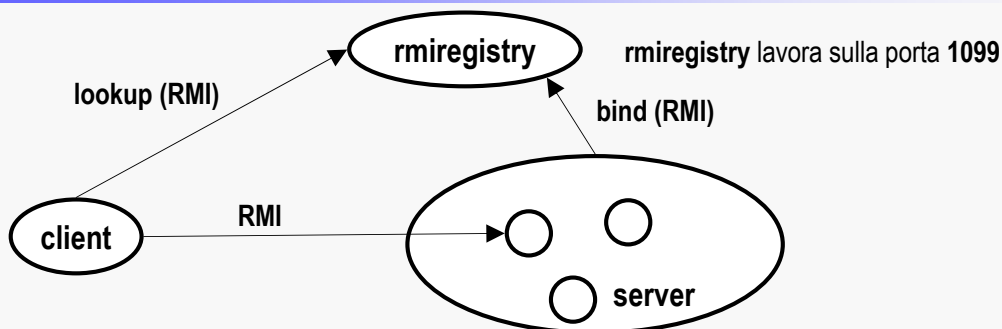 rmiregistry
rmiregistry lavora sulla porta 1099
lookup (RMI)
bind (RMI)
RMI
client
server